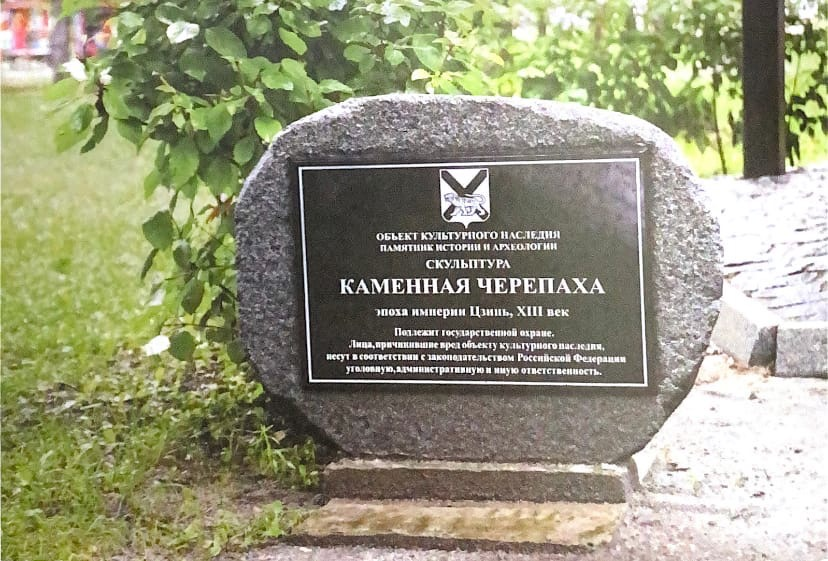 ОБЪЕКТ КУЛЬТУРНОГО НАСЛЕДИЯ
ПАМЯТНИК ИСТОРИИ И АРХЕОЛОГИИ
СКУЛЬПТУРА
КАМЕННАЯ ЧЕРЕПАХА
эпоха империи Цзинь, XIII век
Подлежит государственной охране.
Лица, причинившие вред объекту культурного наследия,
несут в соответствии с законодательством Российской Федерации
уголовную, административную и иную ответственность.